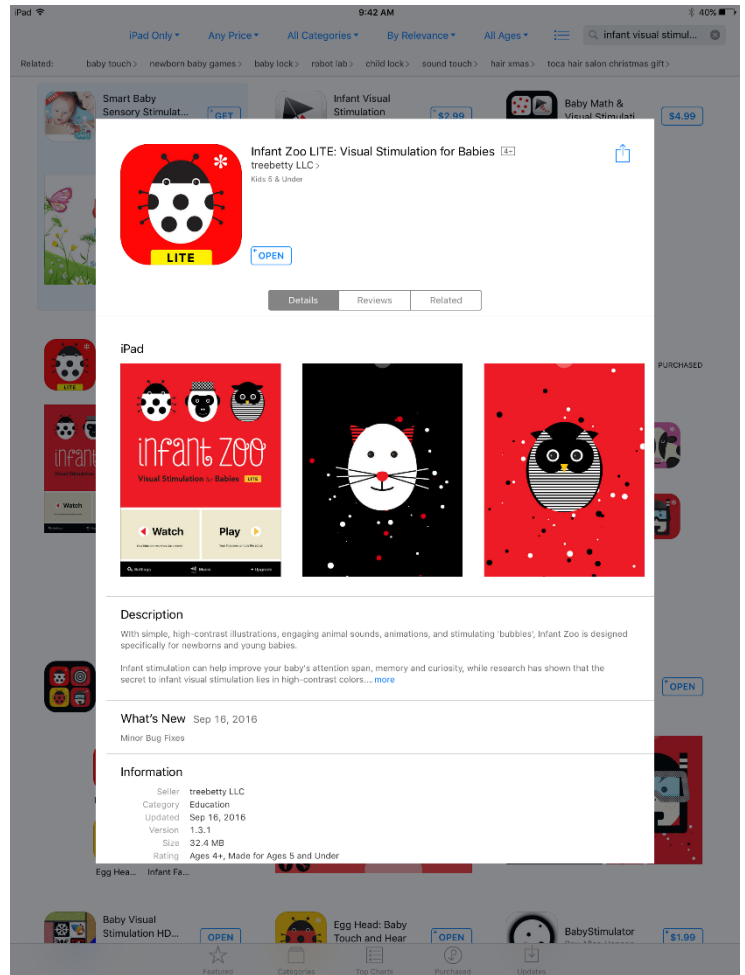 iPad 9:42 AM 40%
iPad Only All Categories Any Price By Relevance All Ages infant visual stimul...
Related: baby touch > newborn baby games > baby lock > robot lab > child lock > sound touch > hair xmas > toca hair salon christmas gift >
Smart Baby
Sensory Stimulat...
+ GET
Infant Visual
Stimulation
+ $2.99
Baby Math &
Visual Stimulati
$4.99
LITE
Infant Zoo LITE: Visual Stimulation for Babies 4+
treebetty LLC >
Kids 5 & Under
+ OPEN
Details Reviews Related
iPad
PURCHASED
LITE
infant zoo
Visual Stimulation for Babies LITE
Watch Play
Settings Music + Upgrade
infant
Visual Stimulation
Watch
Description
With simple, high-contrast illustrations, engaging animal sounds, animations, and stimulating 'bubbles', Infant Zoo is designed
specifically for newborns and young babies.
Infant stimulation can help improve your baby's attention span, memory and curiosity, while research has shown that the
secret to infant visual stimulation lies in high-contrast colors.... more
+ OPEN
What's New Sep 16, 2016
Minor Bug Fixes
Information
Seller treebetty LLC
Category Education
Updated Sep 16, 2016
Version 1.3.1
Size 32.4 MB
Rating Ages 4+, Made for Ages 5 and Under
Egg Hea... Infant Fa...
Baby Visual
Stimulation HD...
OPEN
Egg Head: Baby
Touch and Hear
+ OPEN
BabyStimulator
+ $1.99
Featured Categories Top Charts Purchased Updates